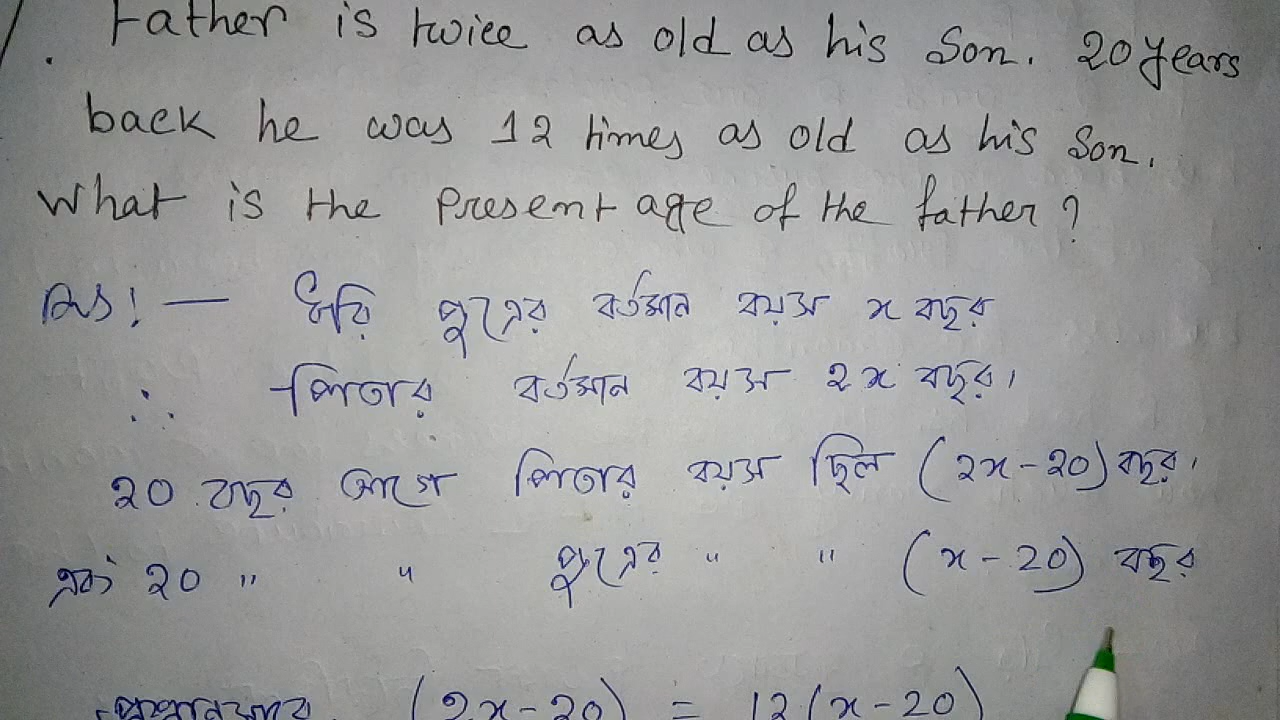 Father is twice as old as his Son. 20 years
back he was 12 times as old as his Son.
What is the Present age of the father?
Ans! — ধরি পুত্রের বর্তমান বয়স x বছর
∴ পিতার বর্তমান বয়স 2x বছর।
20 বছর আগে পিতার বয়স ছিল (2x-20) বছর।
এবং 20 " " পুত্রের " " (x-20) বছর
প্রশ্নানুসারে, (2x-20) = 12(x-20)